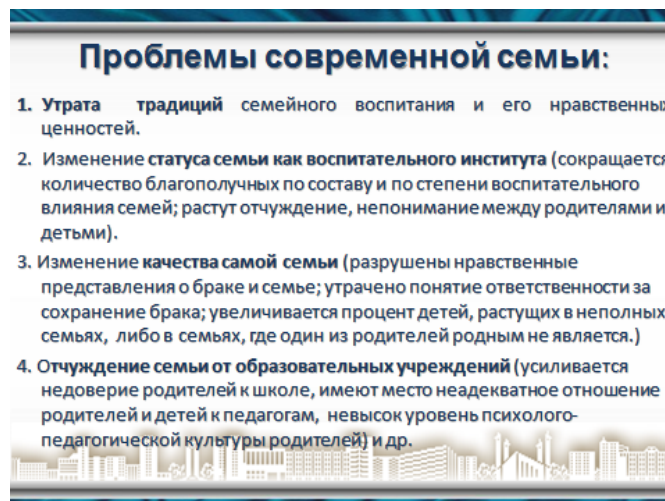 Проблемы современной семьи:
1. Утрата традиций семейного воспитания и его нравственных
ценностей.
2. Изменение статуса семьи как воспитательного института (сокращается
количество благополучных по составу и по степени воспитательного
влияния семей; растут отчуждение, непонимание между родителями и
детьми).
3. Изменение качества самой семьи (разрушены нравственные
представления о браке и семье; утрачено понятие ответственности за
сохранение брака; увеличивается процент детей, растущих в неполных
семьях, либо в семьях, где один из родителей родным не является.)
4. Отчуждение семьи от образовательных учреждений (усиливается
недоверие родителей к школе, имеют место неадекватное отношение
родителей и детей к педагогам, невысок уровень психолого-
педагогической культуры родителей) и др.